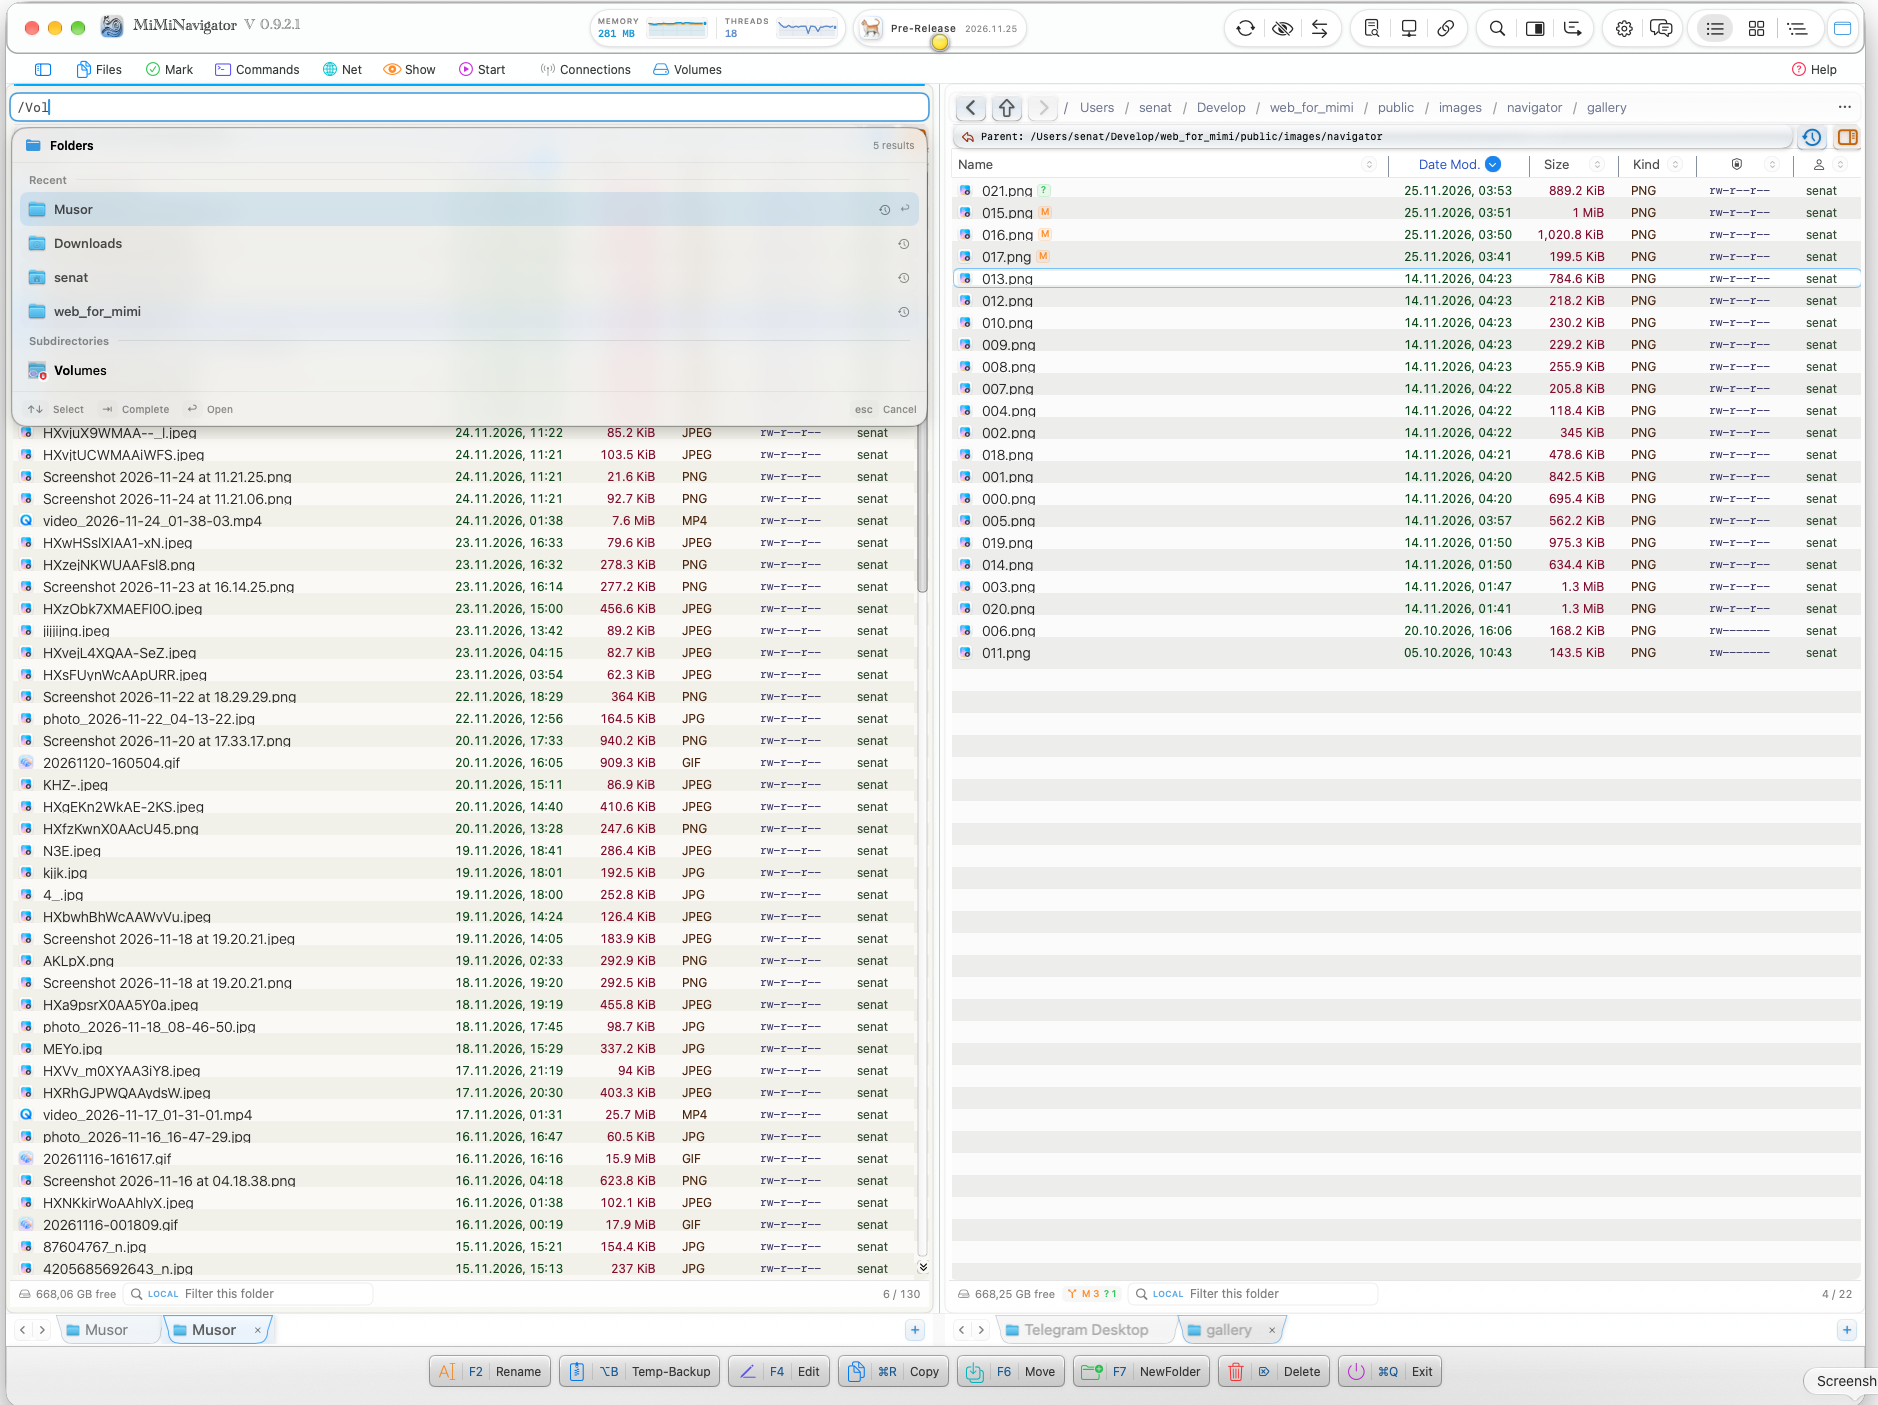 MiMiNavigator V 0.9.2.1
MEMORY
281 MB
THREADS
18
Pre-Release 2026.11.25
Files Mark Commands Net Show Start Connections Volumes Help
/Vol
Folders 5 results
Recent
Musor
Downloads
senat
web_for_mimi
Subdirectories
Volumes
Select Complete Open esc Cancel
HXvjuX9WMAA--_l.jpeg 24.11.2026, 11:22 85.2 KiB JPEG rw-r--r-- senat
HXvjtUCWMAAiWFS.jpeg 24.11.2026, 11:21 103.5 KiB JPEG rw-r--r-- senat
Screenshot 2026-11-24 at 11.21.25.png 24.11.2026, 11:21 21.6 KiB PNG rw-r--r-- senat
Screenshot 2026-11-24 at 11.21.06.png 24.11.2026, 11:21 92.7 KiB PNG rw-r--r-- senat
video_2026-11-24_01-38-03.mp4 24.11.2026, 01:38 7.6 MiB MP4 rw-r--r-- senat
HXwHSslXIAA1-xN.jpeg 23.11.2026, 16:33 79.6 KiB JPEG rw-r--r-- senat
HXzejNKWUAAFsl8.png 23.11.2026, 16:32 278.3 KiB PNG rw-r--r-- senat
Screenshot 2026-11-23 at 16.14.25.png 23.11.2026, 16:14 277.2 KiB PNG rw-r--r-- senat
HXzObk7XMAEFl0O.jpeg 23.11.2026, 15:00 456.6 KiB JPEG rw-r--r-- senat
jijjijng.jpeg 23.11.2026, 13:42 89.2 KiB JPEG rw-r--r-- senat
HXvejL4XQAA-SeZ.jpeg 23.11.2026, 04:15 82.7 KiB JPEG rw-r--r-- senat
HXsFUynWcAApURR.jpeg 23.11.2026, 03:54 62.3 KiB JPEG rw-r--r-- senat
Screenshot 2026-11-22 at 18.29.29.png 22.11.2026, 18:29 364 KiB PNG rw-r--r-- senat
photo_2026-11-22_04-13-22.jpg 22.11.2026, 12:56 164.5 KiB JPG rw-r--r-- senat
Screenshot 2026-11-20 at 17.33.17.png 20.11.2026, 17:33 940.2 KiB PNG rw-r--r-- senat
20261120-160504.gif 20.11.2026, 16:05 909.3 KiB GIF rw-r--r-- senat
KHZ-.jpeg 20.11.2026, 15:11 86.9 KiB JPEG rw-r--r-- senat
HXgEKn2WkAE-2KS.jpeg 20.11.2026, 14:40 410.6 KiB JPEG rw-r--r-- senat
HXfzKwnX0AAcU45.png 20.11.2026, 13:28 247.6 KiB PNG rw-r--r-- senat
N3E.jpeg 19.11.2026, 18:41 286.4 KiB JPEG rw-r--r-- senat
kjjk.jpg 19.11.2026, 18:01 192.5 KiB JPG rw-r--r-- senat
4_.jpg 19.11.2026, 18:00 252.8 KiB JPG rw-r--r-- senat
HXbwhBhWcAAWvVu.jpeg 19.11.2026, 14:24 126.4 KiB JPEG rw-r--r-- senat
Screenshot 2026-11-18 at 19.20.21.jpeg 19.11.2026, 14:05 183.9 KiB JPEG rw-r--r-- senat
AKLpX.png 19.11.2026, 02:33 292.9 KiB PNG rw-r--r-- senat
Screenshot 2026-11-18 at 19.20.21.png 18.11.2026, 19:20 292.5 KiB PNG rw-r--r-- senat
HXa9psrX0AA5Y0a.jpeg 18.11.2026, 19:19 455.8 KiB JPEG rw-r--r-- senat
photo_2026-11-18_08-46-50.jpg 18.11.2026, 17:45 98.7 KiB JPG rw-r--r-- senat
MEYo.jpg 18.11.2026, 15:29 337.2 KiB JPG rw-r--r-- senat
HXVv_m0XYAA3iY8.jpeg 17.11.2026, 21:19 94 KiB JPEG rw-r--r-- senat
HXRhGJPWQAAydsW.jpeg 17.11.2026, 20:30 403.3 KiB JPEG rw-r--r-- senat
video_2026-11-17_01-31-01.mp4 17.11.2026, 01:31 25.7 MiB MP4 rw-r--r-- senat
photo_2026-11-16_16-47-29.jpg 16.11.2026, 16:47 60.5 KiB JPG rw-r--r-- senat
20261116-161617.gif 16.11.2026, 16:16 15.9 MiB GIF rw-r--r-- senat
Screenshot 2026-11-16 at 04.18.38.png 16.11.2026, 04:18 623.8 KiB PNG rw-r--r-- senat
HXNKkirWoAAhlyX.jpeg 16.11.2026, 01:38 102.1 KiB JPEG rw-r--r-- senat
20261116-001809.gif 16.11.2026, 00:19 17.9 MiB GIF rw-r--r-- senat
87604767_n.jpg 15.11.2026, 15:21 154.4 KiB JPG rw-r--r-- senat
4205685692643_n.jpg 15.11.2026, 15:13 237 KiB JPG rw-r--r-- senat
668,06 GB free LOCAL Filter this folder 6 / 130
Musor Musor
/ Users / senat / Develop / web_for_mimi / public / images / navigator / gallery
Parent: /Users/senat/Develop/web_for_mimi/public/images/navigator
Name Date Mod. Size Kind
021.png ? 25.11.2026, 03:53 889.2 KiB PNG rw-r--r-- senat
015.png M 25.11.2026, 03:51 1 MiB PNG rw-r--r-- senat
016.png M 25.11.2026, 03:50 1,020.8 KiB PNG rw-r--r-- senat
017.png M 25.11.2026, 03:41 199.5 KiB PNG rw-r--r-- senat
013.png 14.11.2026, 04:23 784.6 KiB PNG rw-r--r-- senat
012.png 14.11.2026, 04:23 218.2 KiB PNG rw-r--r-- senat
010.png 14.11.2026, 04:23 230.2 KiB PNG rw-r--r-- senat
009.png 14.11.2026, 04:23 229.2 KiB PNG rw-r--r-- senat
008.png 14.11.2026, 04:23 255.9 KiB PNG rw-r--r-- senat
007.png 14.11.2026, 04:22 205.8 KiB PNG rw-r--r-- senat
004.png 14.11.2026, 04:22 118.4 KiB PNG rw-r--r-- senat
002.png 14.11.2026, 04:22 345 KiB PNG rw-r--r-- senat
018.png 14.11.2026, 04:21 478.6 KiB PNG rw-r--r-- senat
001.png 14.11.2026, 04:20 842.5 KiB PNG rw-r--r-- senat
000.png 14.11.2026, 04:20 695.4 KiB PNG rw-r--r-- senat
005.png 14.11.2026, 03:57 562.2 KiB PNG rw-r--r-- senat
019.png 14.11.2026, 01:50 975.3 KiB PNG rw-r--r-- senat
014.png 14.11.2026, 01:50 634.4 KiB PNG rw-r--r-- senat
003.png 14.11.2026, 01:47 1.3 MiB PNG rw-r--r-- senat
020.png 14.11.2026, 01:41 1.3 MiB PNG rw-r--r-- senat
006.png 20.10.2026, 16:06 168.2 KiB PNG rw------- senat
011.png 05.10.2026, 10:43 143.5 KiB PNG rw------- senat
668,25 GB free M 3 ? 1 LOCAL Filter this folder 4 / 22
Telegram Desktop gallery
F2 Rename ⌥B Temp-Backup F4 Edit ⌘R Copy F6 Move F7 NewFolder Delete ⌘Q Exit
Screensh